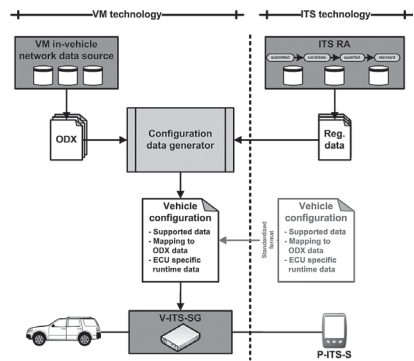 VM technology
ITS technology
VM in-vehicle
network data source
ITS RA
submitted
candidate
qualified
standard
ODX
Configuration
data generator
Reg.
data
Vehicle
configuration
- Supported data
- Mapping to
ODX data
- ECU specific
runtime data
Standardized
format
Vehicle
configuration
- Supported data
- Mapping to
ODX data
- ECU specific
runtime data
V-ITS-SG
P-ITS-S